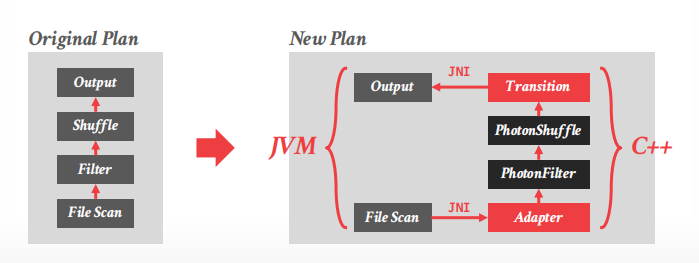 Original Plan
Output
Shuffle
Filter
File Scan
New Plan
JVM
Output
JNI
Transition
PhotonShuffle
PhotonFilter
File Scan
JNI
Adapter
C++